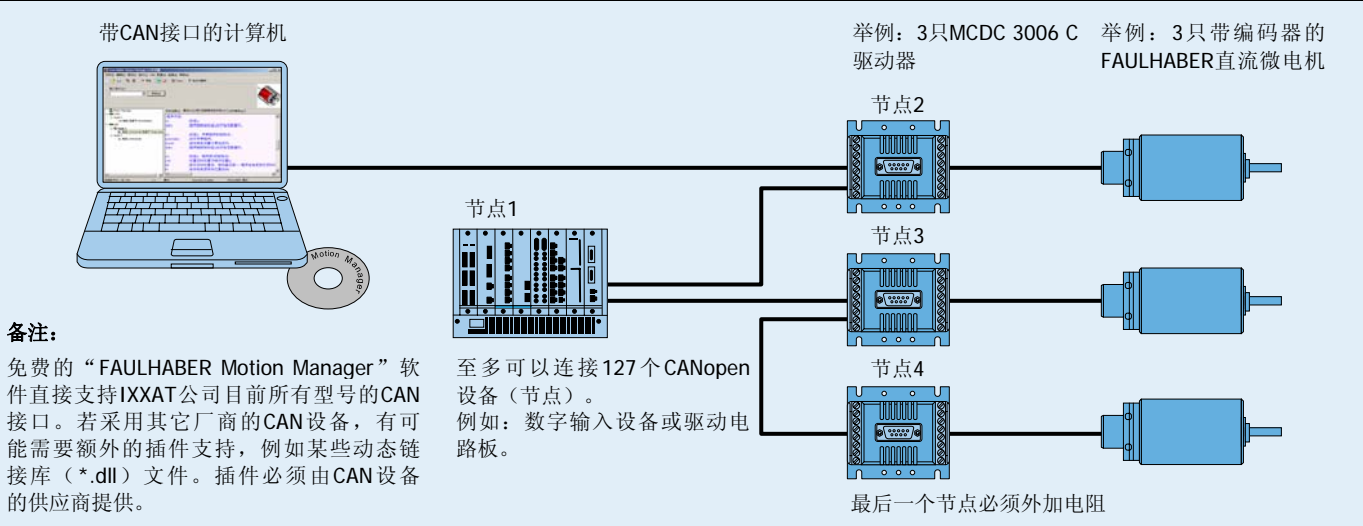 带CAN接口的计算机
举例：3只MCDC 3006 C
驱动器
举例：3只带编码器的
FAULHABER直流微电机
节点2
节点1
Motion Manager
节点3
备注：
免费的“FAULHABER Motion Manager”软
件直接支持IXXAT公司目前所有型号的CAN
接口。若采用其它厂商的CAN设备，有可
能需要额外的插件支持，例如某些动态链
接库（*.dll）文件。插件必须由CAN设备
的供应商提供。
至多可以连接127个CANopen
设备（节点）。
例如：数字输入设备或驱动电
路板。
节点4
最后一个节点必须外加电阻